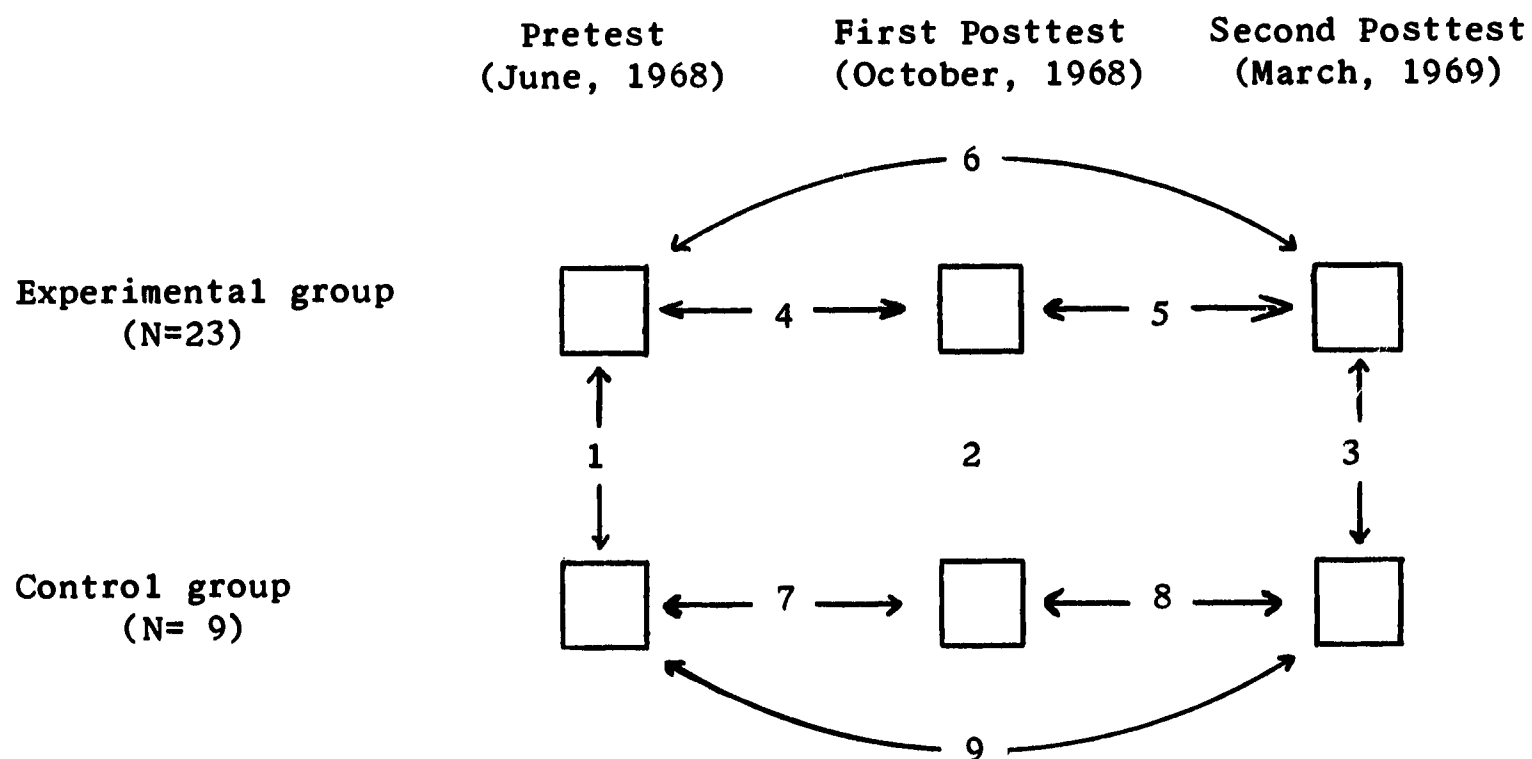 Pretest First Posttest Second Posttest
(June, 1968) (October, 1968) (March, 1969)
6
Experimental group
(N=23)
4 5
1 2 3
Control group
(N= 9)
7 8
9